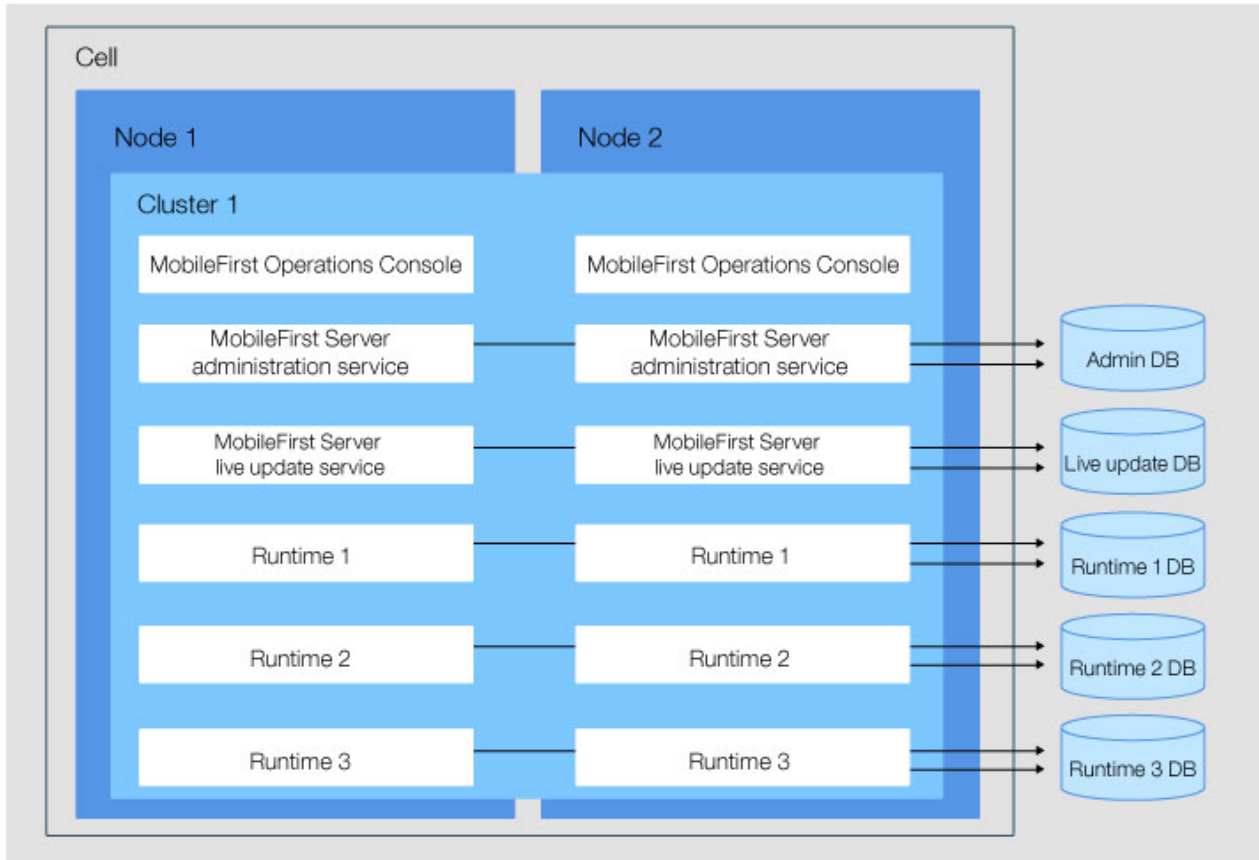 Cell
Node 1
Node 2
Cluster 1
MobileFirst Operations Console
MobileFirst Operations Console
MobileFirst Server
administration service
MobileFirst Server
administration service
Admin DB
MobileFirst Server
live update service
MobileFirst Server
live update service
Live update DB
Runtime 1
Runtime 1
Runtime 1 DB
Runtime 2
Runtime 2
Runtime 2 DB
Runtime 3
Runtime 3
Runtime 3 DB